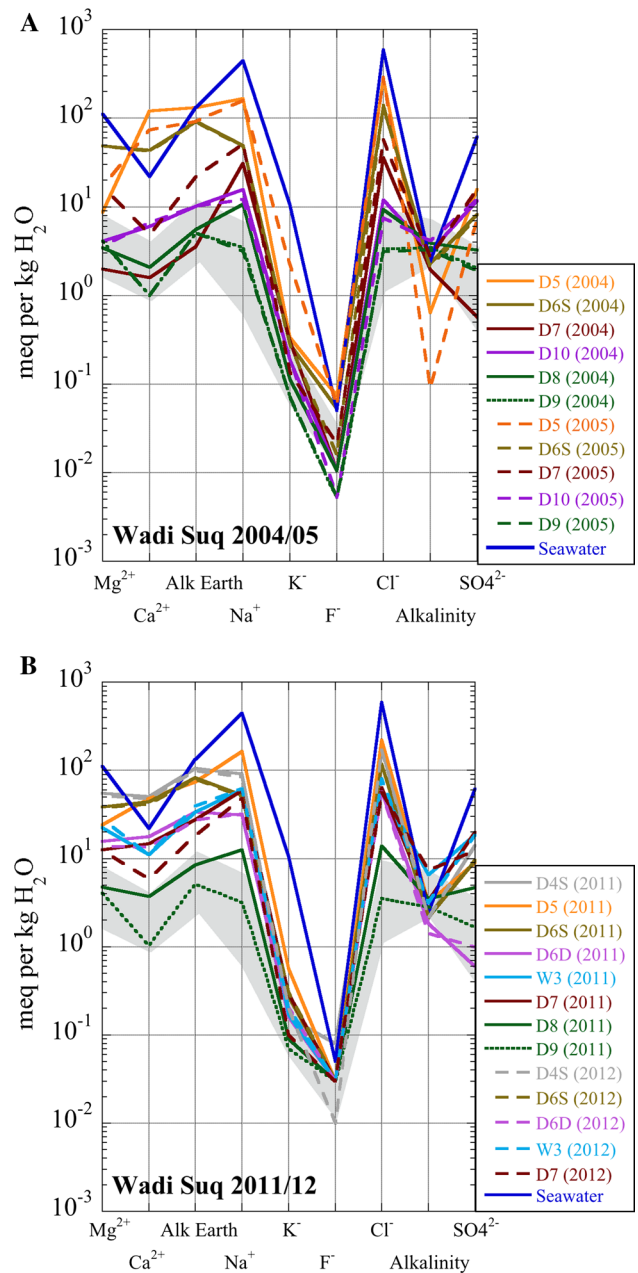 A
10³
10²
10¹
10⁰
10⁻¹
10⁻²
10⁻³
meq per kg H₂O
D5 (2004)
D6S (2004)
D7 (2004)
D10 (2004)
D8 (2004)
D9 (2004)
D5 (2005)
D6S (2005)
D7 (2005)
D10 (2005)
D9 (2005)
Seawater
Wadi Suq 2004/05
Mg²⁺ Alk Earth K⁻ Cl⁻ SO4²⁻
Ca²⁺ Na⁺ F⁻ Alkalinity
B
10³
10²
10¹
10⁰
10⁻¹
10⁻²
10⁻³
meq per kg H₂O
D4S (2011)
D5 (2011)
D6S (2011)
D6D (2011)
W3 (2011)
D7 (2011)
D8 (2011)
D9 (2011)
D4S (2012)
D6S (2012)
D6D (2012)
W3 (2012)
D7 (2012)
Seawater
Wadi Suq 2011/12
Mg²⁺ Alk Earth K⁻ Cl⁻ SO4²⁻
Ca²⁺ Na⁺ F⁻ Alkalinity